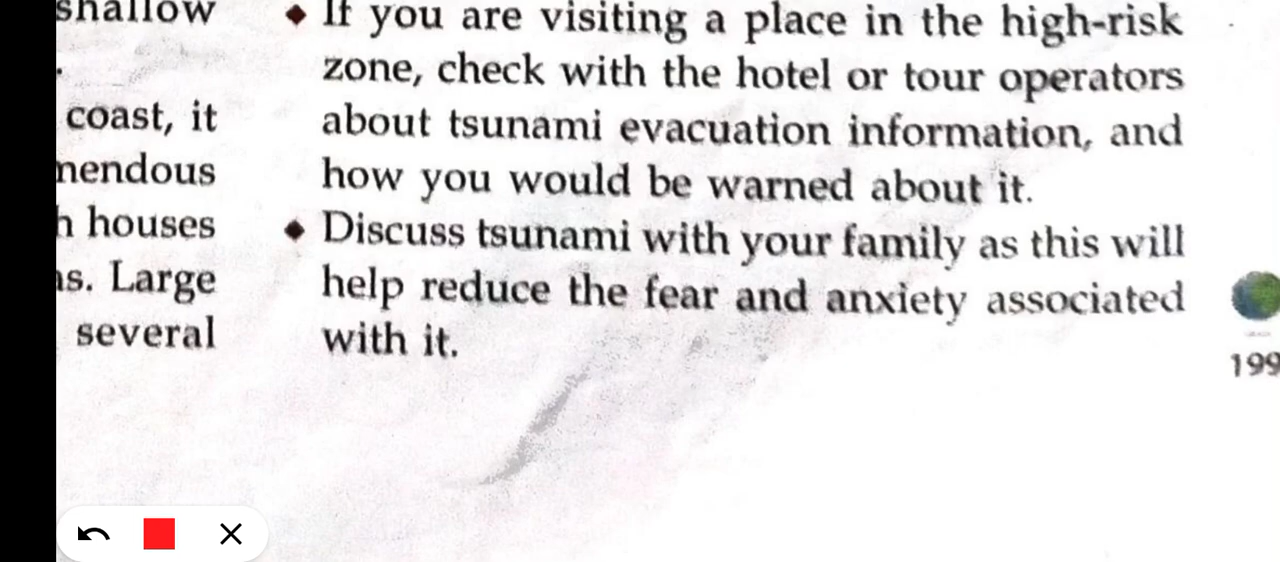 shallow
.
coast, it
houses
Large
several
◆ If you are visiting a place in the high-risk
zone, check with the hotel or tour operators
about tsunami evacuation information, and
how you would be warned about it.
◆ Discuss tsunami with your family as this will
help reduce the fear and anxiety associated
with it.
199